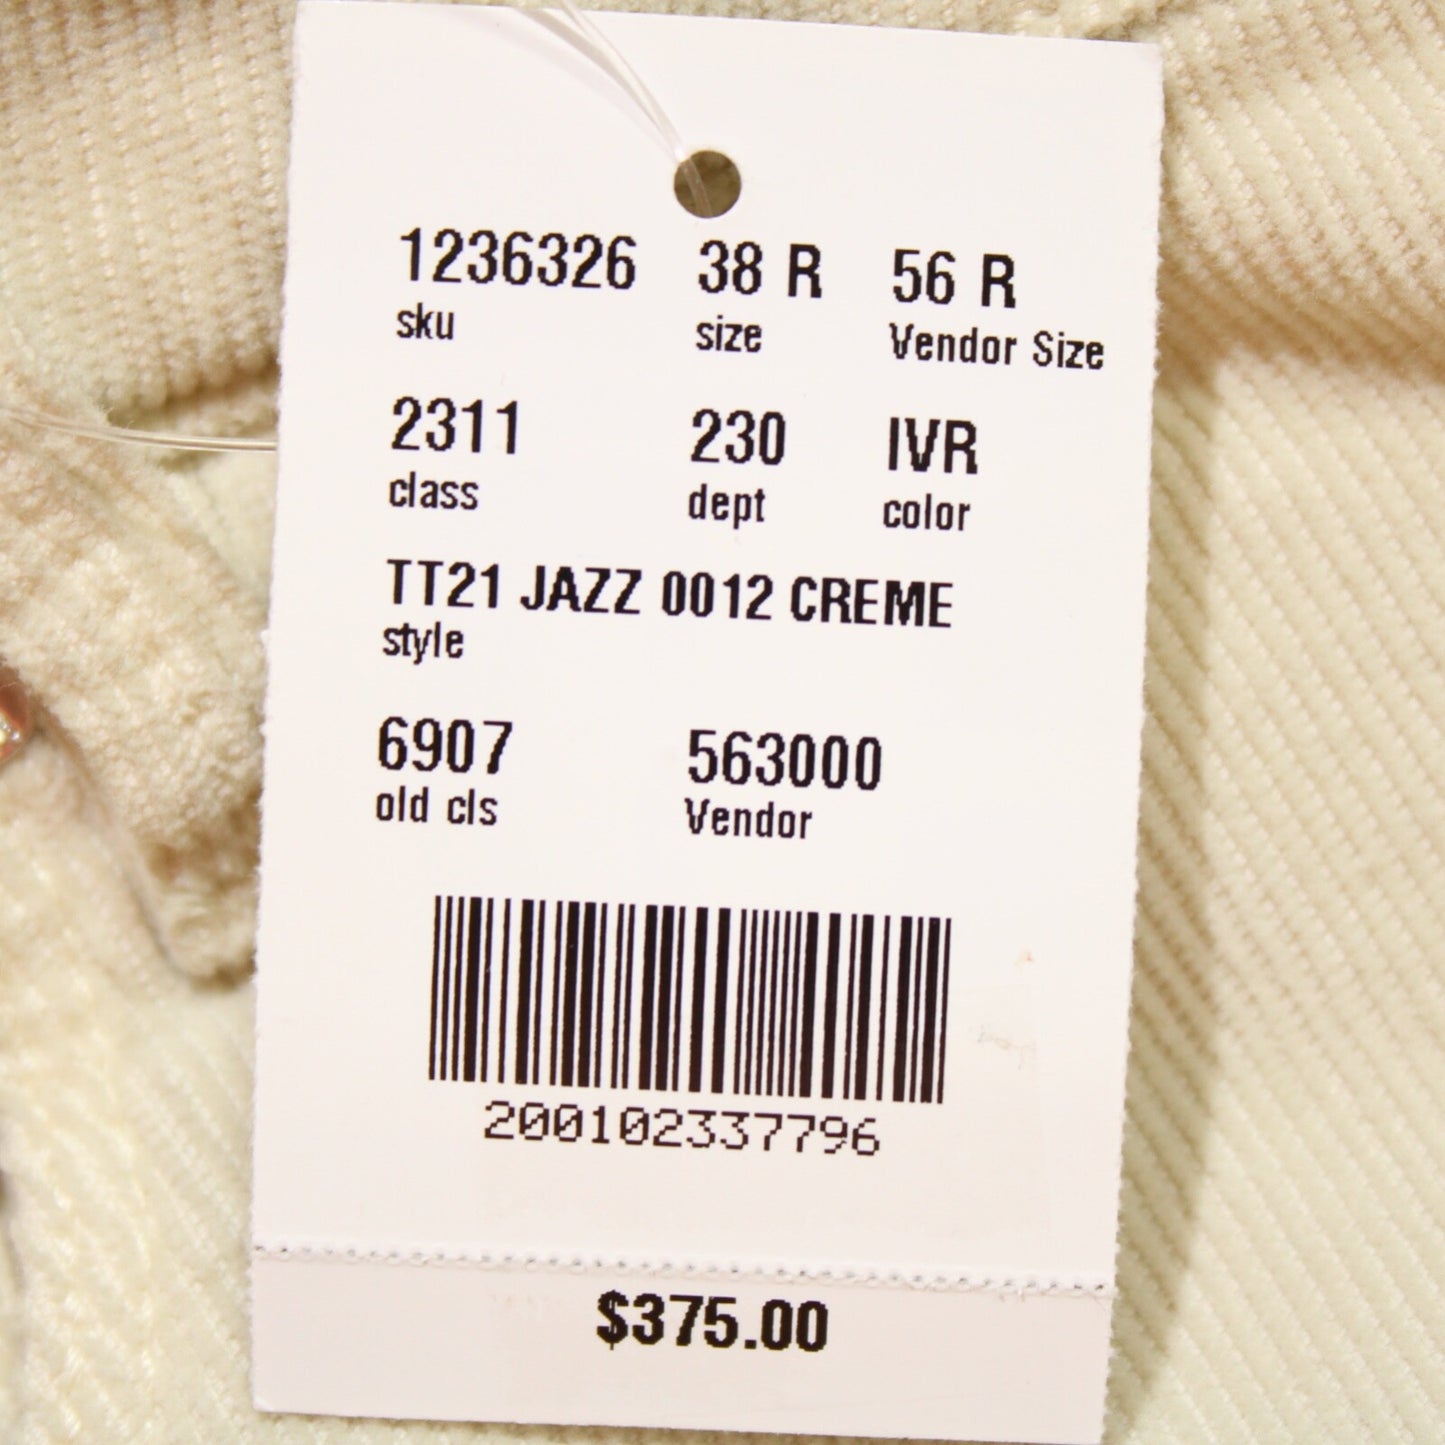 1236326 38 R 56 R
sku size Vendor Size
2311 230 IVR
class dept color
TT21 JAZZ 0012 CREME
style
6907 563000
old cls Vendor
200102337796
$375.00